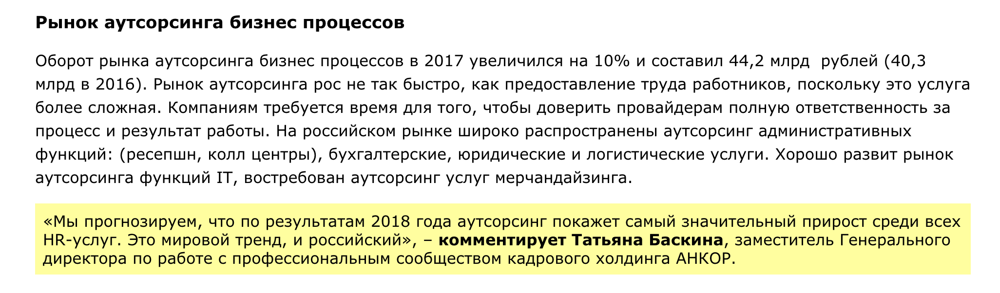 Рынок аутсорсинга бизнес процессов
Оборот рынка аутсорсинга бизнес процессов в 2017 увеличился на 10% и составил 44,2 млрд  рублей (40,3
млрд в 2016). Рынок аутсорсинга рос не так быстро, как предоставление труда работников, поскольку это услуга
более сложная. Компаниям требуется время для того, чтобы доверить провайдерам полную ответственность за
процесс и результат работы. На российском рынке широко распространены аутсорсинг административных
функций: (ресепшн, колл центры), бухгалтерские, юридические и логистические услуги. Хорошо развит рынок
аутсорсинга функций IT, востребован аутсорсинг услуг мерчандайзинга.
«Мы прогнозируем, что по результатам 2018 года аутсорсинг покажет самый значительный прирост среди всех
HR-услуг. Это мировой тренд, и российский», – комментирует Татьяна Баскина, заместитель Генерального
директора по работе с профессиональным сообществом кадрового холдинга АНКОР.